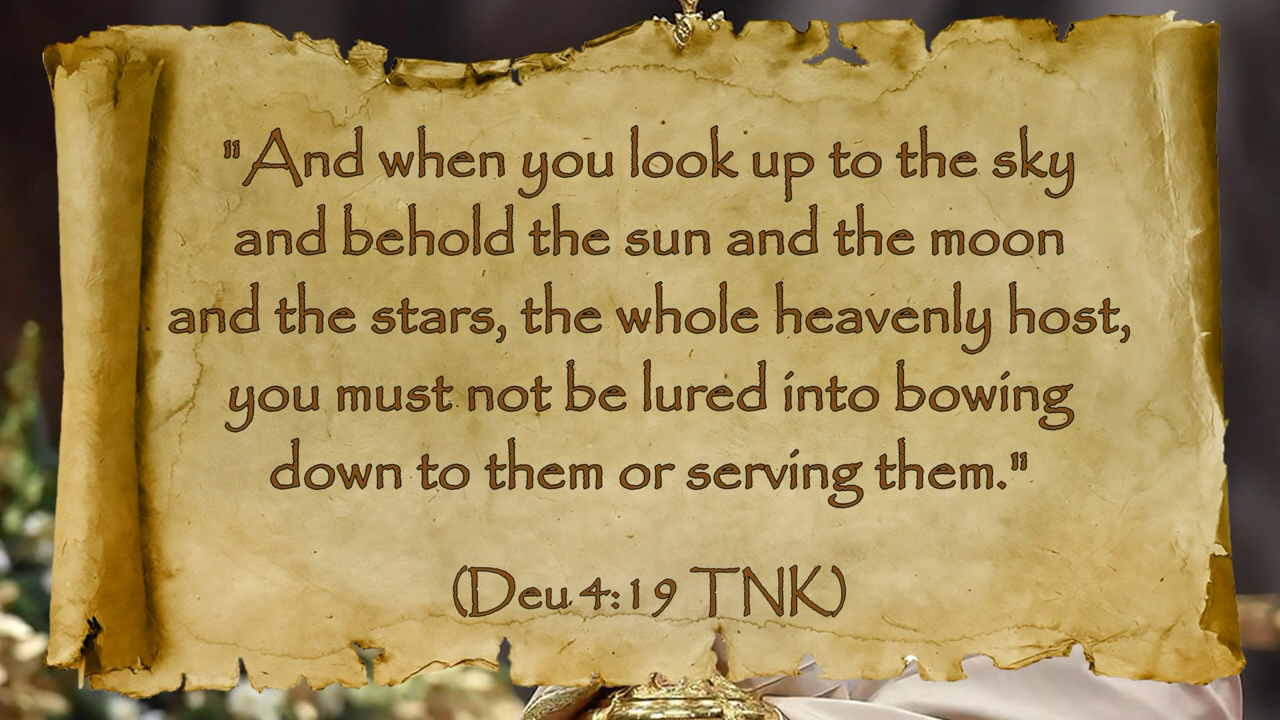 "And when you look up to the sky
and behold the sun and the moon
and the stars, the whole heavenly host,
you must not be lured into bowing
down to them or serving them."
(Deu 4:19 TNK)